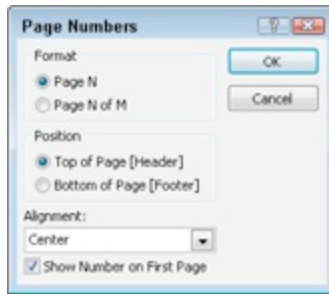 Page Numbers
Format
Page N
Page N of M
Position
Top of Page [Header]
Bottom of Page [Footer]
Alignment:
Center
Show Number on First Page
OK
Cancel